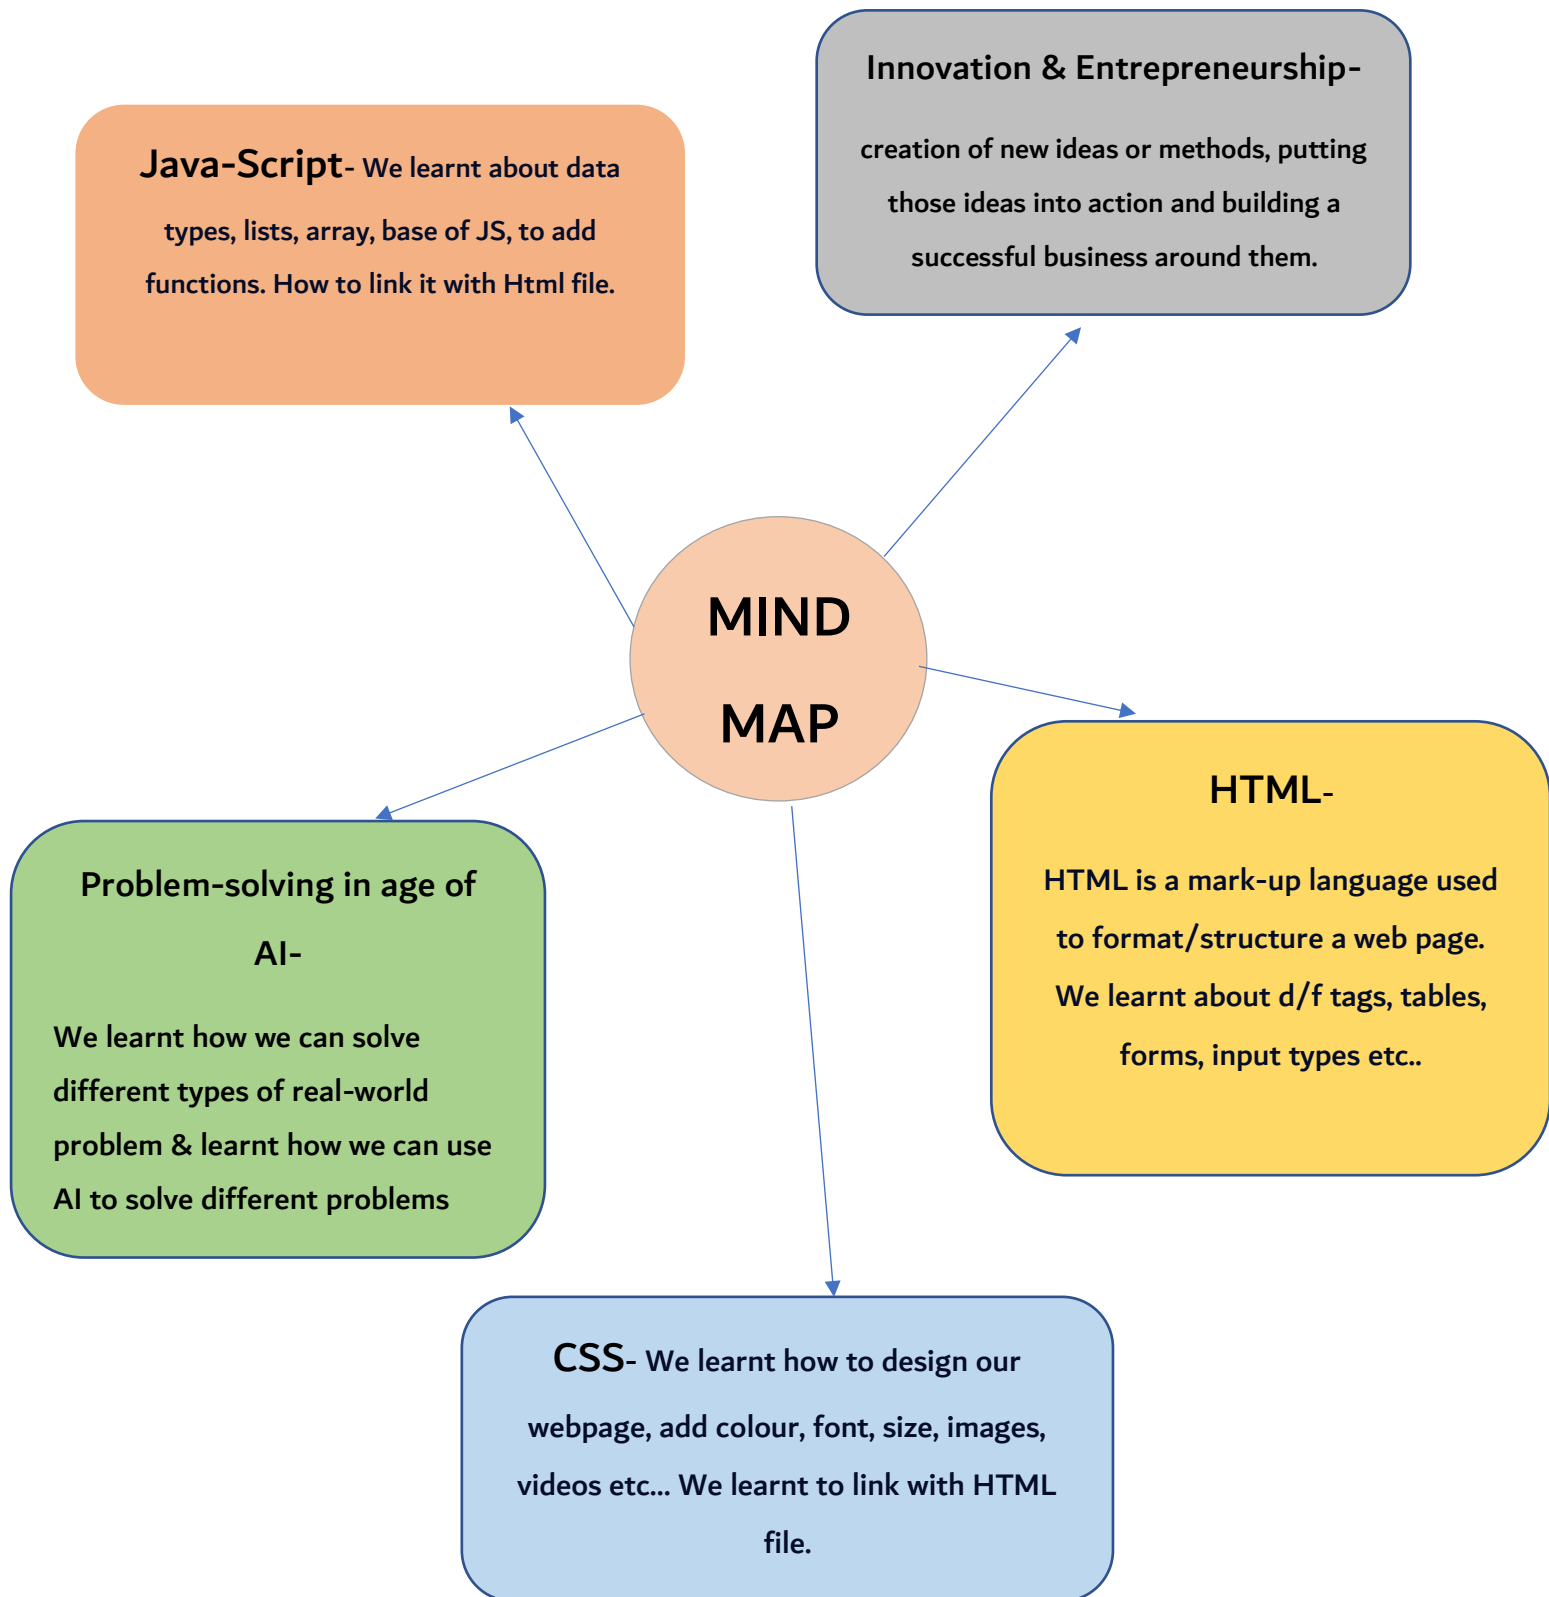 Innovation & Entrepreneurship-
creation of new ideas or methods, putting
those ideas into action and building a
successful business around them.
Java-Script- We learnt about data
types, lists, array, base of JS, to add
functions. How to link it with Html file.
MIND
MAP
HTML-
HTML is a mark-up language used
to format/structure a web page.
We learnt about d/f tags, tables,
forms, input types etc..
Problem-solving in age of
AI-
We learnt how we can solve
different types of real-world
problem & learnt how we can use
AI to solve different problems
CSS- We learnt how to design our
webpage, add colour, font, size, images,
videos etc... We learnt to link with HTML
file.